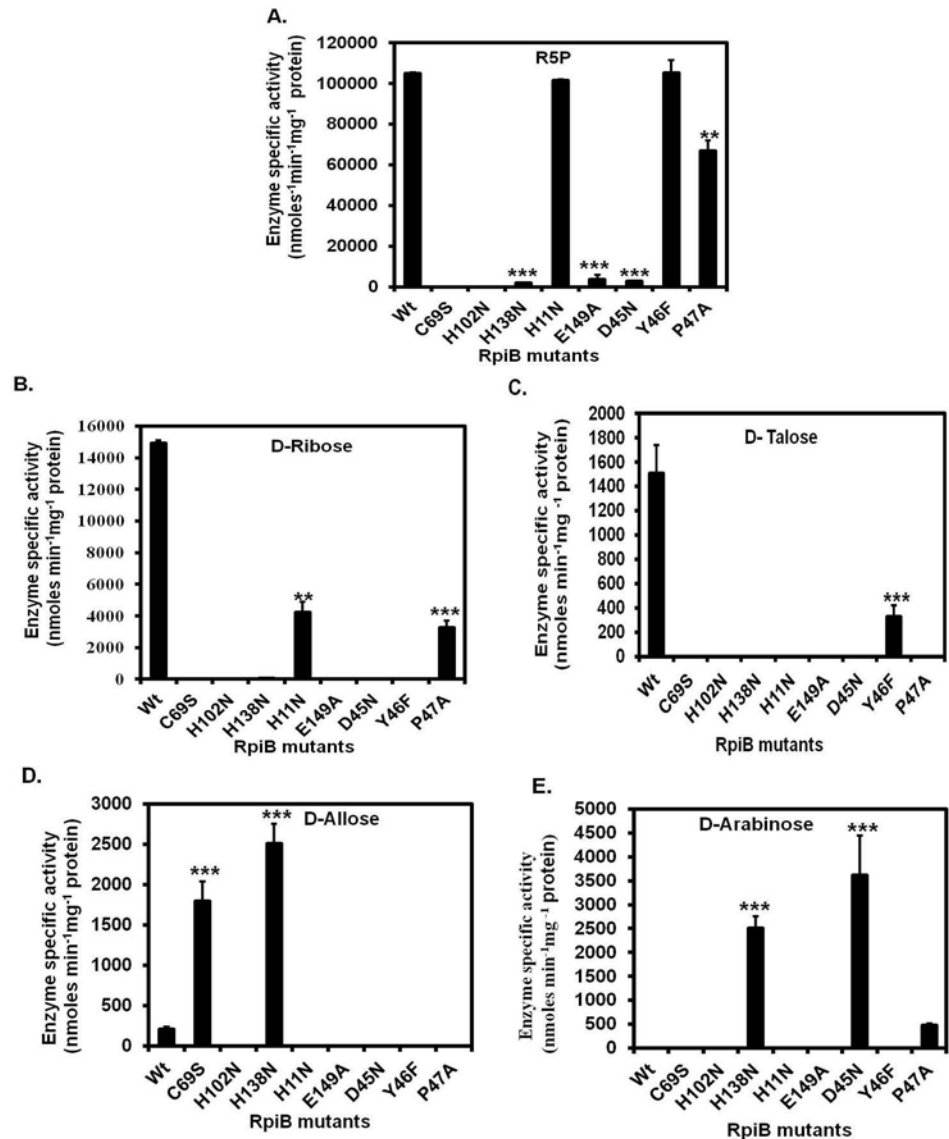 A.
R5P
Enzyme specific activity
(nmoles⁻¹min⁻¹mg⁻¹ protein)
120000
100000
80000
60000
40000
20000
0
**
***
***
***
Wt
C69S
H102N
H138N
H11N
E149A
D45N
Y46F
P47A
RpiB mutants
B.
D-Ribose
Enzyme specific activity
(nmoles min⁻¹mg⁻¹ protein)
16000
14000
12000
10000
8000
6000
4000
2000
0
**
***
Wt
C69S
H102N
H138N
H11N
E149A
D45N
Y46F
P47A
RpiB mutants
C.
D- Talose
Enzyme specific activity
(nmoles min⁻¹mg ⁻¹ protein)
2000
1800
1600
1400
1200
1000
800
600
400
200
0
***
Wt
C69S
H102N
H138N
H11N
E149A
D45N
Y46F
P47A
RpiB mutants
D.
D-Allose
Enzyme specific activity
(nmoles min⁻¹mg⁻¹ protein)
3000
2500
2000
1500
1000
500
0
***
***
Wt
C69S
H102N
H138N
H11N
E149A
D45N
Y46F
P47A
RpiB mutants
E.
D-Arabinose
Enzyme specific activity
(nmoles min⁻¹mg ⁻¹ protein)
5000
4500
4000
3500
3000
2500
2000
1500
1000
500
0
***
***
Wt
C69S
H102N
H138N
H11N
E149A
D45N
Y46F
P47A
RpiB mutants